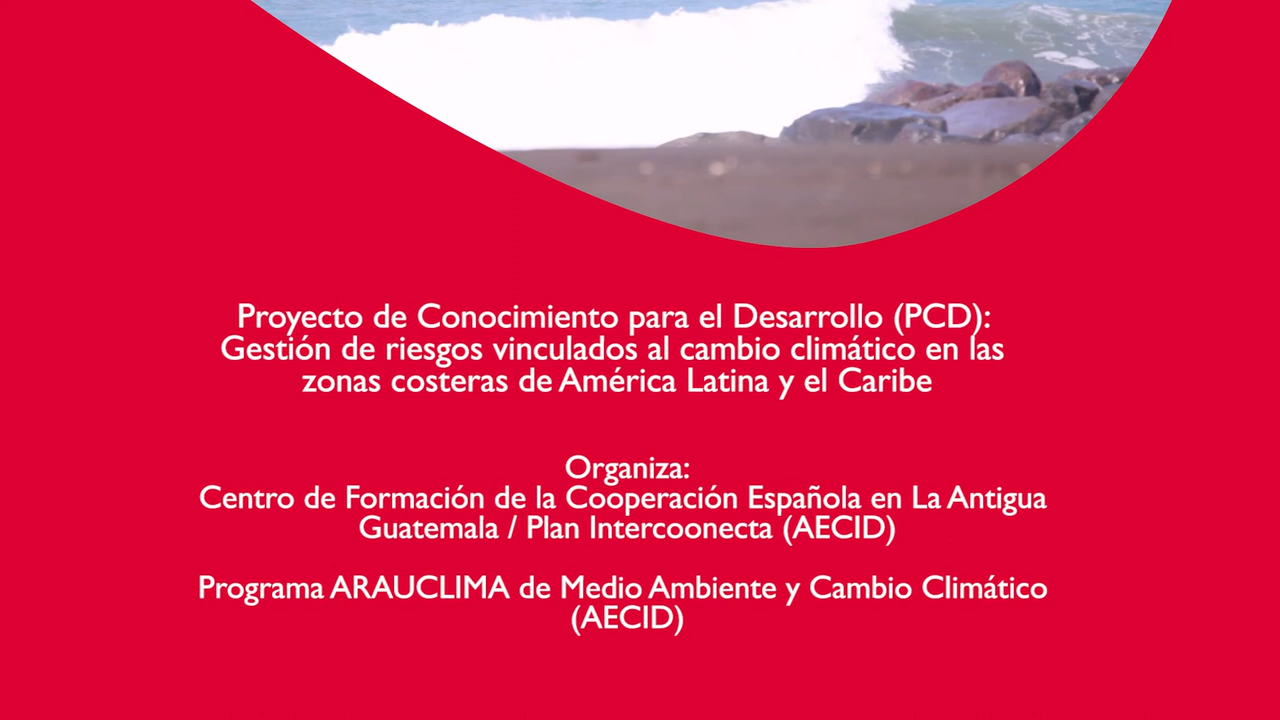 Proyecto de Conocimiento para el Desarrollo (PCD):
Gestión de riesgos vinculados al cambio climático en las
zonas costeras de América Latina y el Caribe
Organiza:
Centro de Formación de la Cooperación Española en La Antigua
Guatemala / Plan Intercoonecta (AECID)
Programa ARAUCLIMA de Medio Ambiente y Cambio Climático
(AECID)